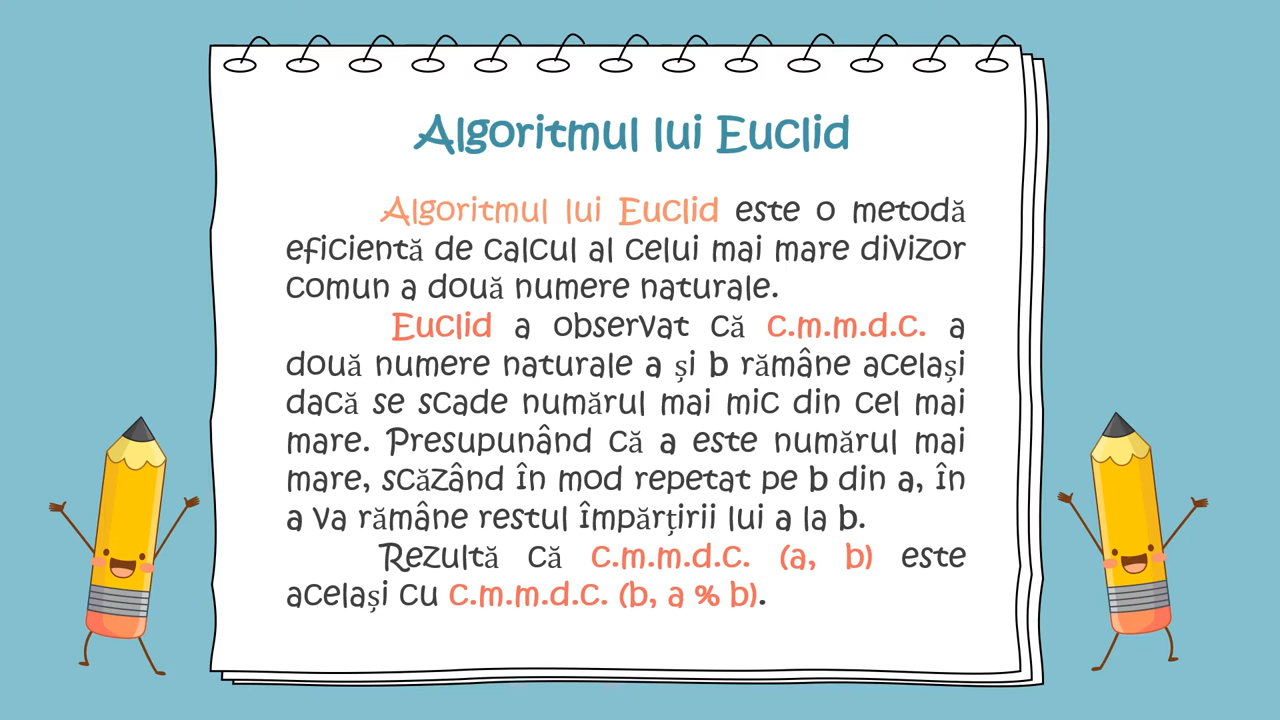 Algoritmul lui Euclid
Algoritmul lui Euclid este o metodă
eficientă de calcul al celui mai mare divizor
comun a două numere naturale.
Euclid a observat că c.m.m.d.c. a
două numere naturale a și b rămâne același
dacă se scade numărul mai mic din cel mai
mare. Presupunând că a este numărul mai
mare, scăzând în mod repetat pe b din a, în
a va rămâne restul împărțirii lui a la b.
Rezultă că c.m.m.d.c. (a, b) este
același cu c.m.m.d.c. (b, a % b).